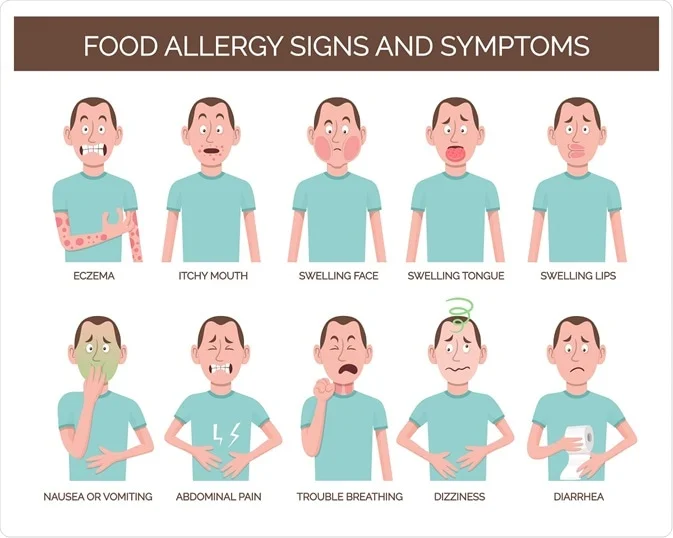 FOOD ALLERGY SIGNS AND SYMPTOMS
ECZEMA
ITCHY MOUTH
SWELLING FACE
SWELLING TONGUE
SWELLING LIPS
NAUSEA OR VOMITING
ABDOMINAL PAIN
TROUBLE BREATHING
DIZZINESS
DIARRHEA